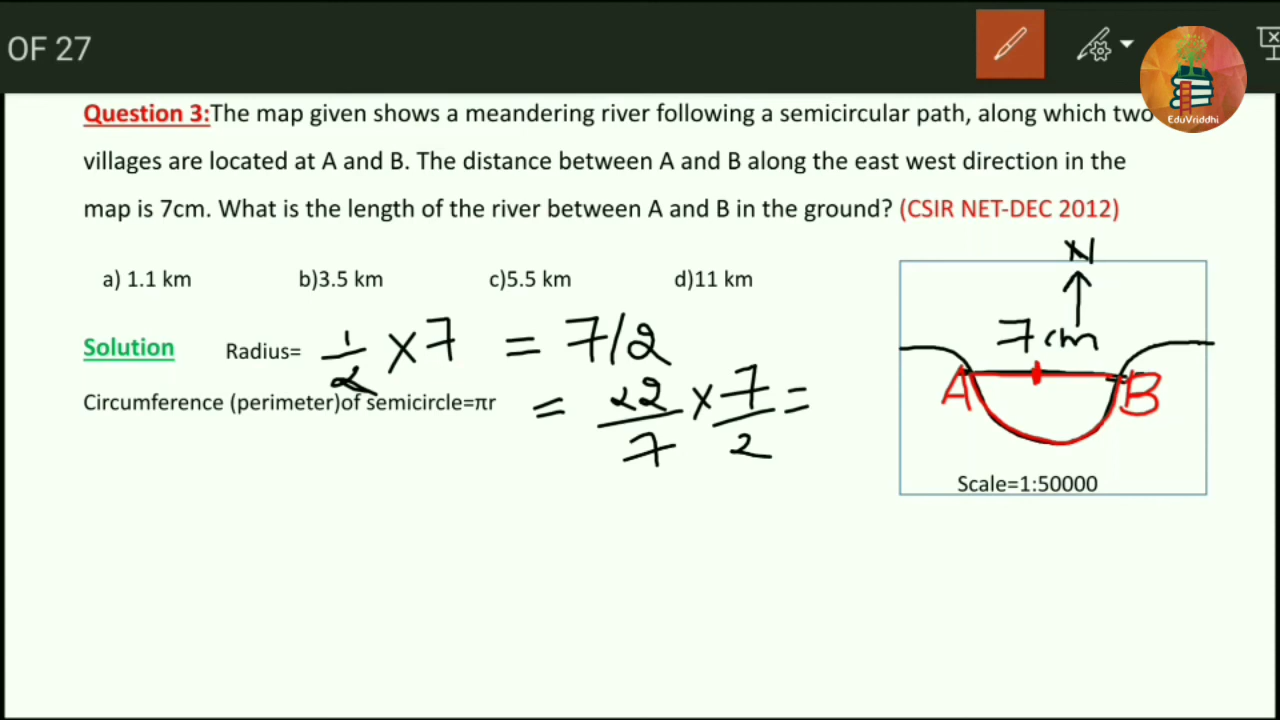 OF 27
EduVriddhi
Question 3:The map given shows a meandering river following a semicircular path, along which two
villages are located at A and B. The distance between A and B along the east west direction in the
map is 7cm. What is the length of the river between A and B in the ground? (CSIR NET-DEC 2012)
a) 1.1 km b)3.5 km c)5.5 km d)11 km
Solution Radius= 1/2 × 7 = 7/2
Circumference (perimeter)of semicircle=πr = 22/7 × 7/2 =
N
7 cm
A B
Scale=1:50000